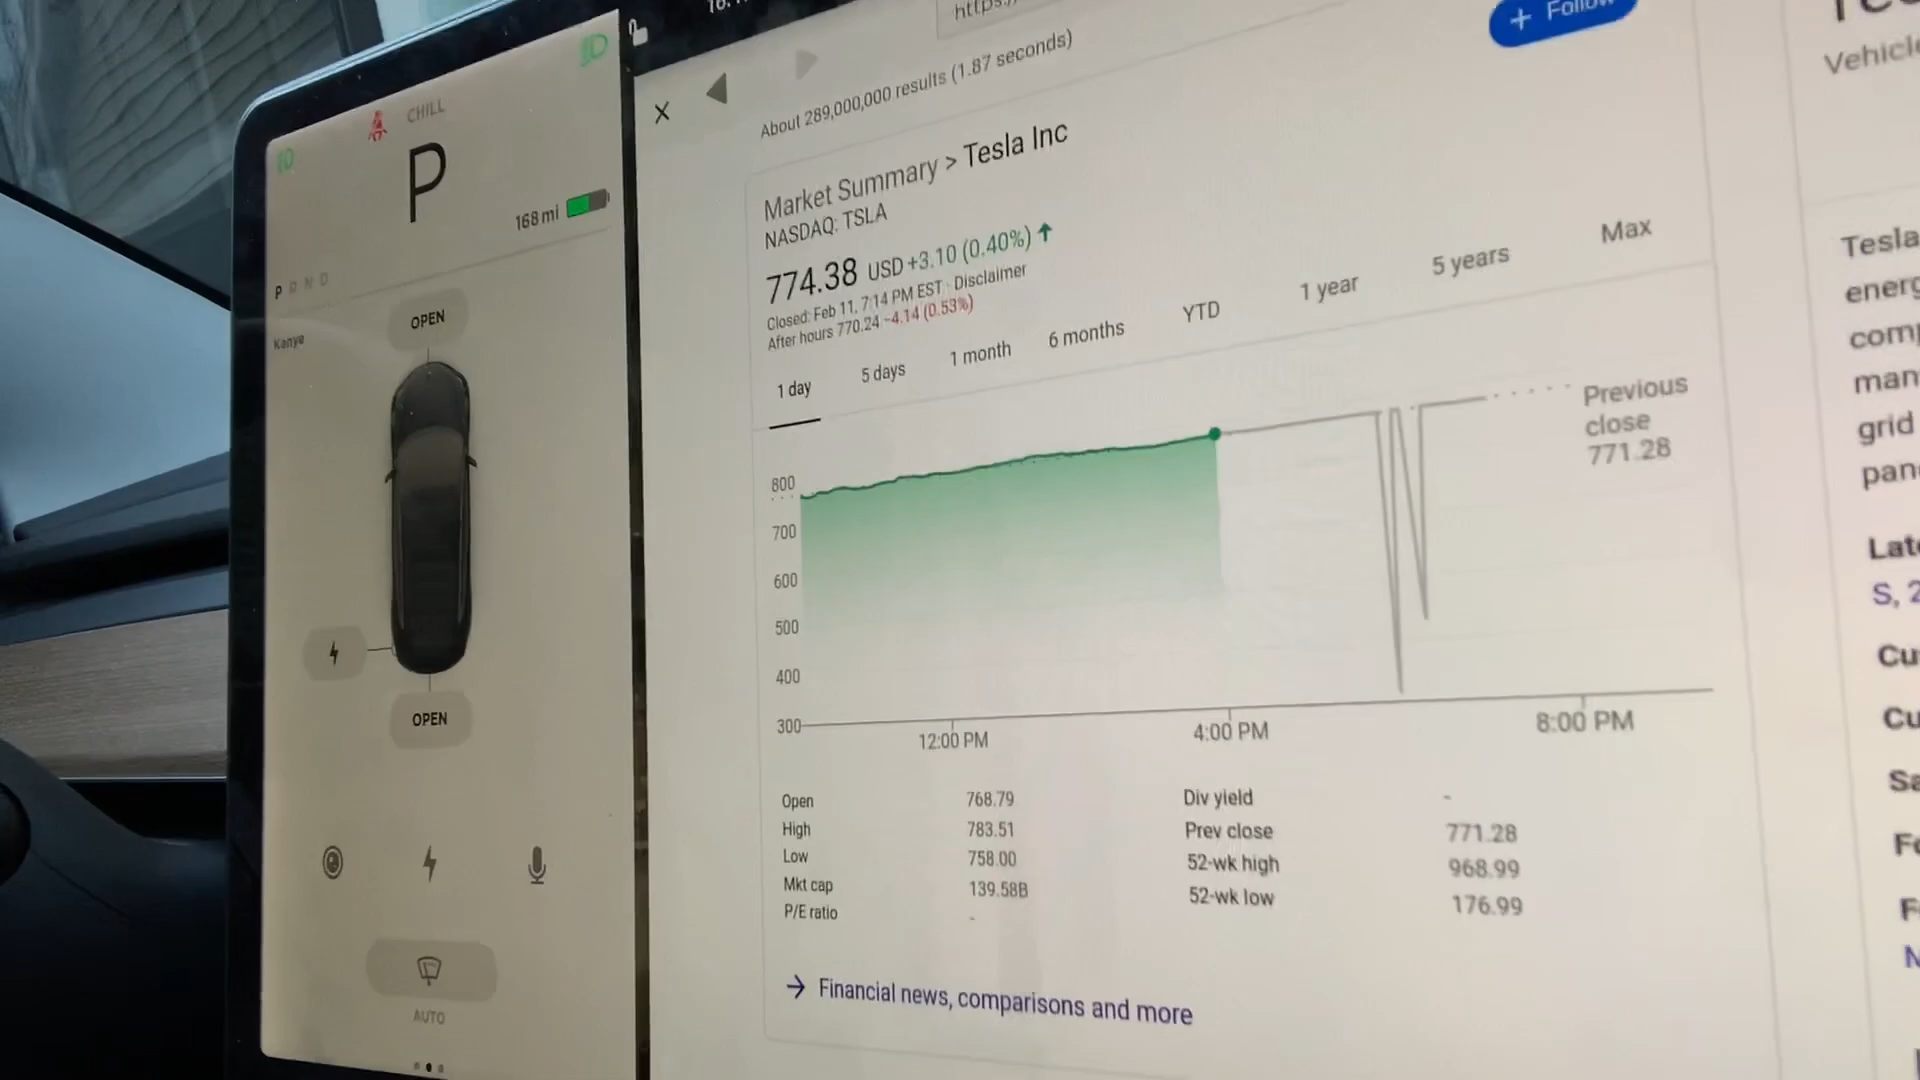 CHILL
P
168 mi
P R N D
OPEN
Kanye
OPEN
AUTO
About 289,000,000 results (1.87 seconds)
+ Follow
Market Summary > Tesla Inc
NASDAQ: TSLA
774.38 USD +3.10 (0.40%) ↑
Closed: Feb 11, 7:14 PM EST · Disclaimer
After hours 770.24 −4.14 (0.53%)
1 day 5 days 1 month 6 months YTD 1 year 5 years Max
Previous
close
771.28
800
700
600
500
400
300
12:00 PM 4:00 PM 8:00 PM
Open 768.79 Div yield -
High 783.51 Prev close 771.28
Low 758.00 52-wk high 968.99
Mkt cap 139.58B 52-wk low 176.99
P/E ratio -
→ Financial news, comparisons and more
Tesla
grid
S, 2